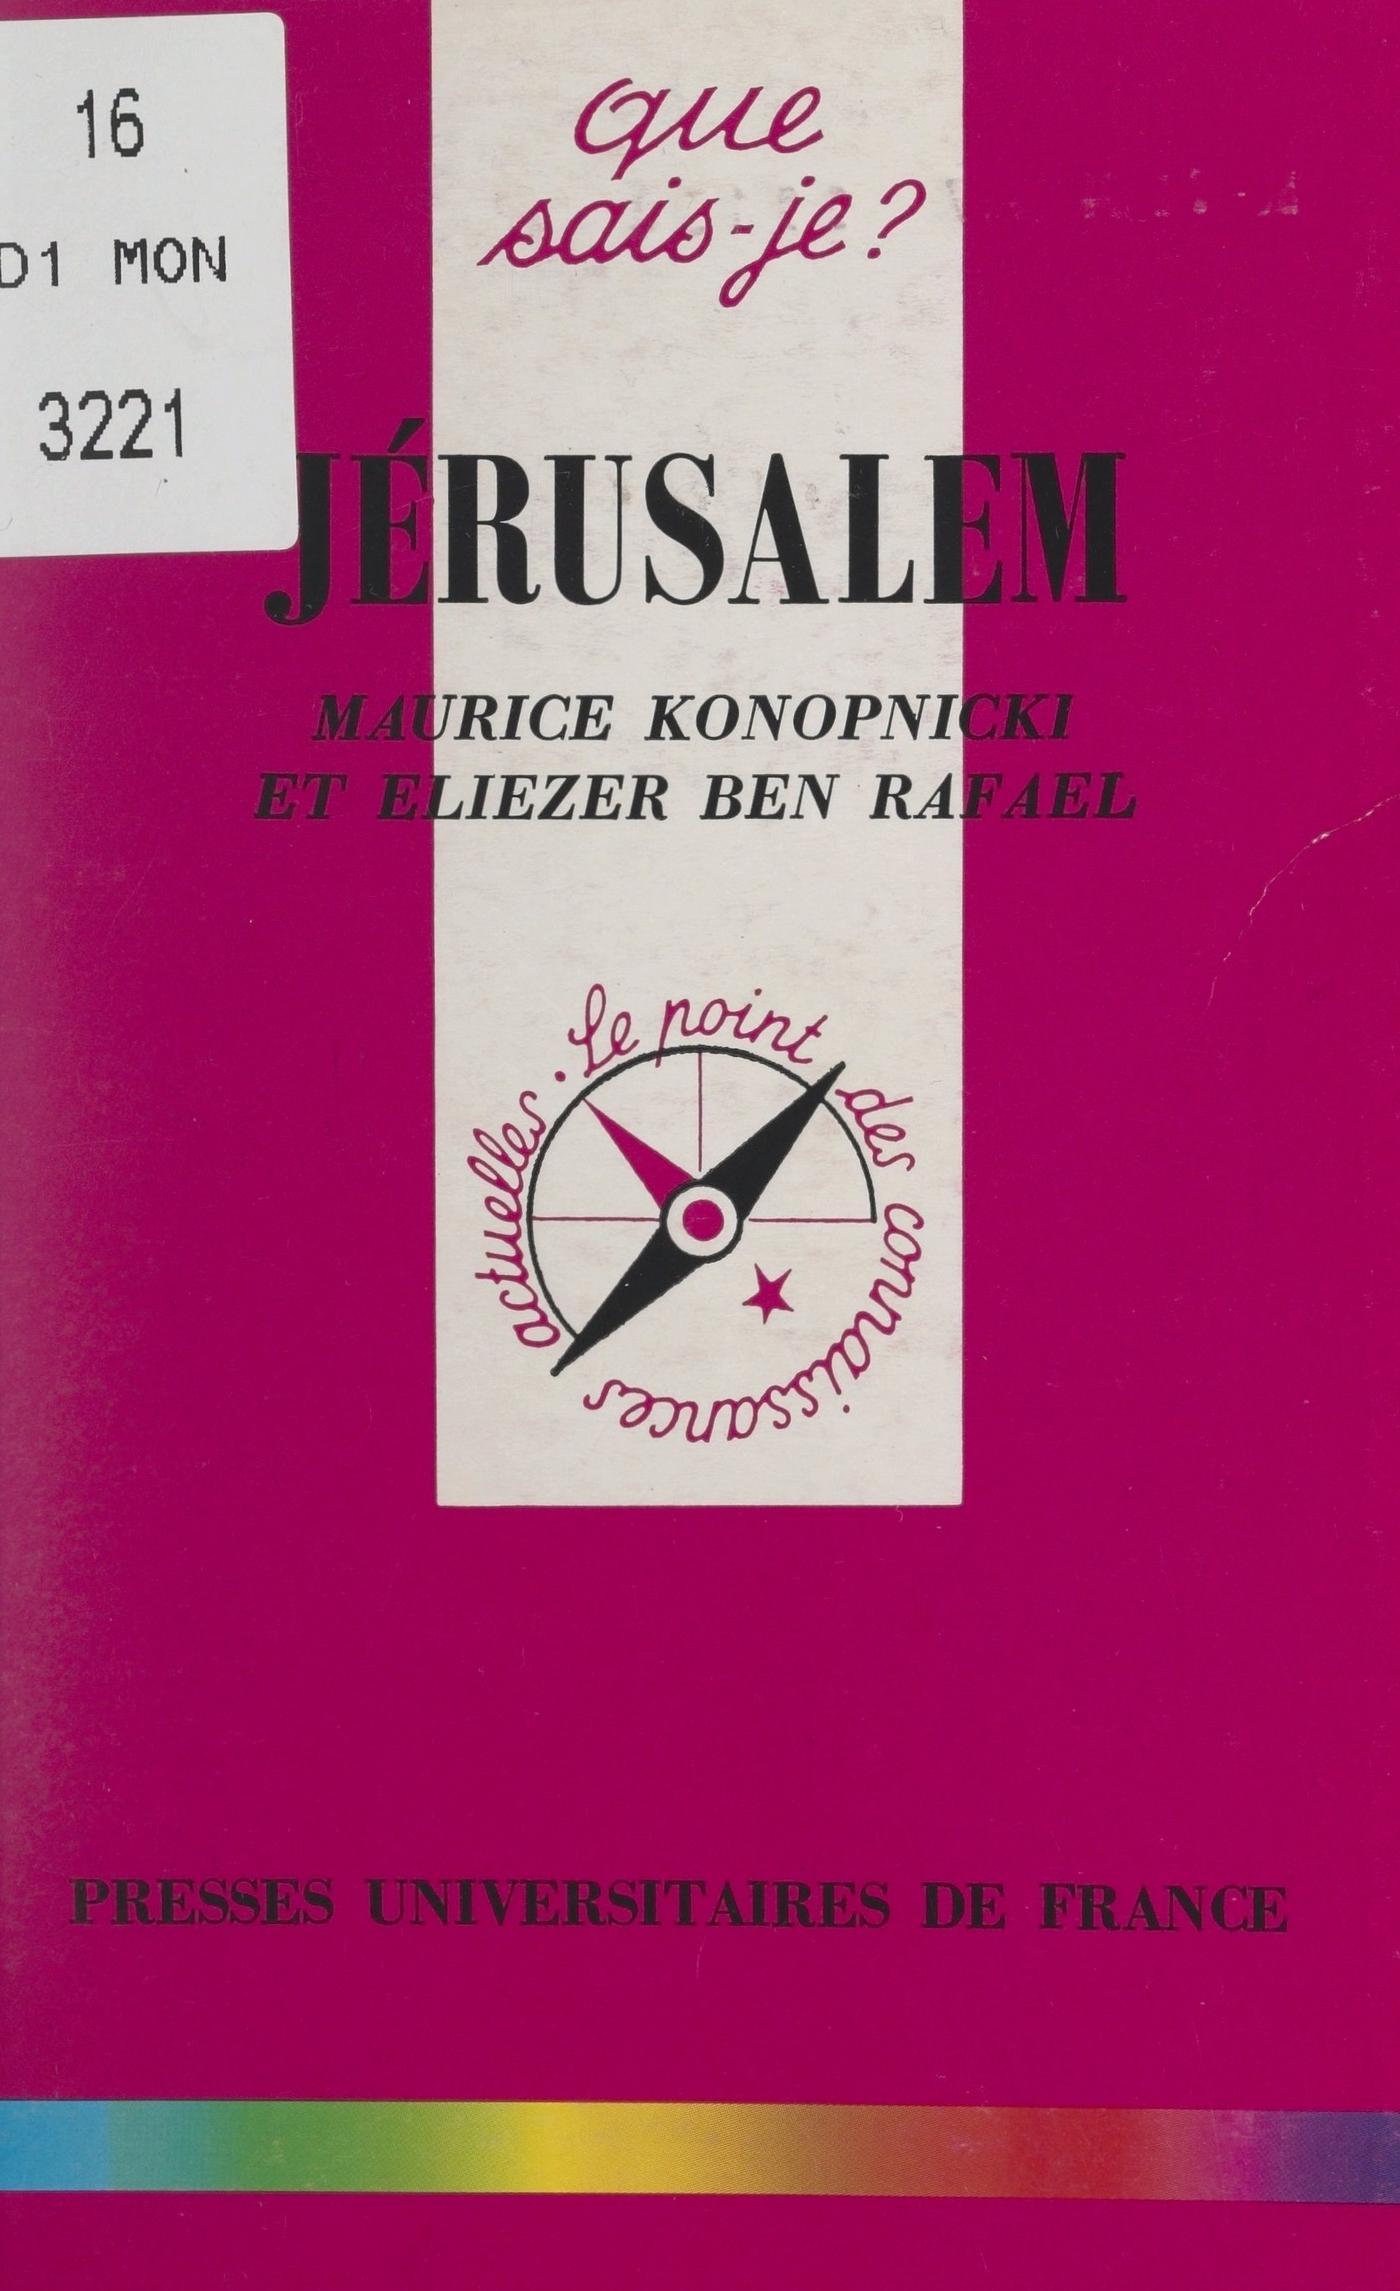 16
D1 MON
3221
que
sais-je?
JÉRUSALEM
MAURICE KONOPNICKI
ET ELIEZER BEN RAFAEL
le point des connaissances actuelles.
PRESSES UNIVERSITAIRES DE FRANCE